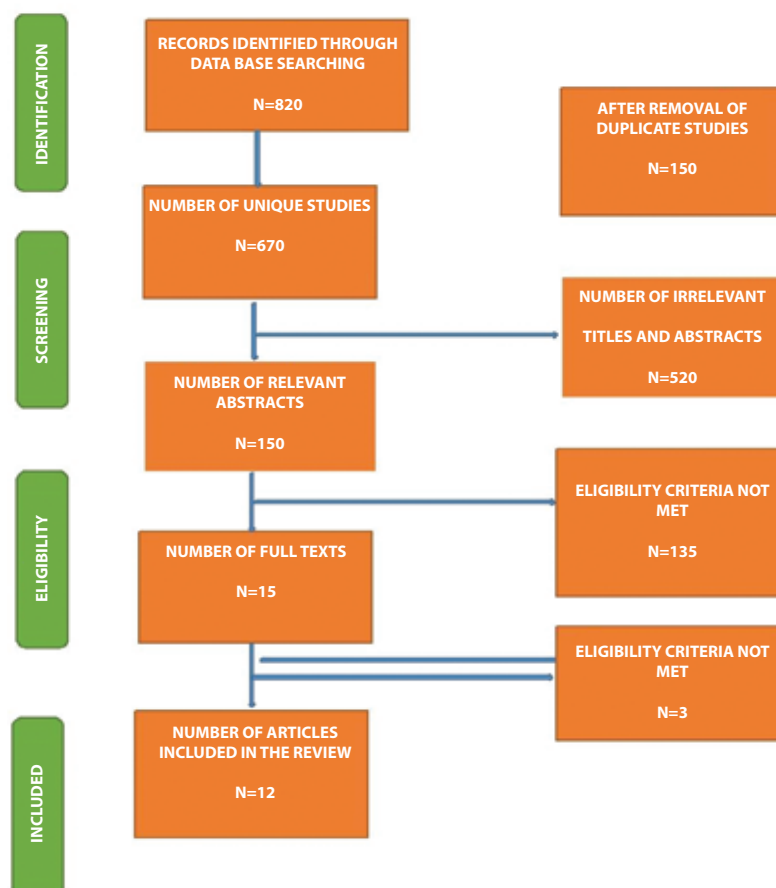 IDENTIFICATION
RECORDS IDENTIFIED THROUGH
DATA BASE SEARCHING
N=820
AFTER REMOVAL OF
DUPLICATE STUDIES
N=150
NUMBER OF UNIQUE STUDIES
N=670
SCREENING
NUMBER OF IRRELEVANT
TITLES AND ABSTRACTS
N=520
NUMBER OF RELEVANT
ABSTRACTS
N=150
ELIGIBILITY
ELIGIBILITY CRITERIA NOT
MET
N=135
NUMBER OF FULL TEXTS
N=15
ELIGIBILITY CRITERIA NOT
MET
N=3
INCLUDED
NUMBER OF ARTICLES
INCLUDED IN THE REVIEW
N=12